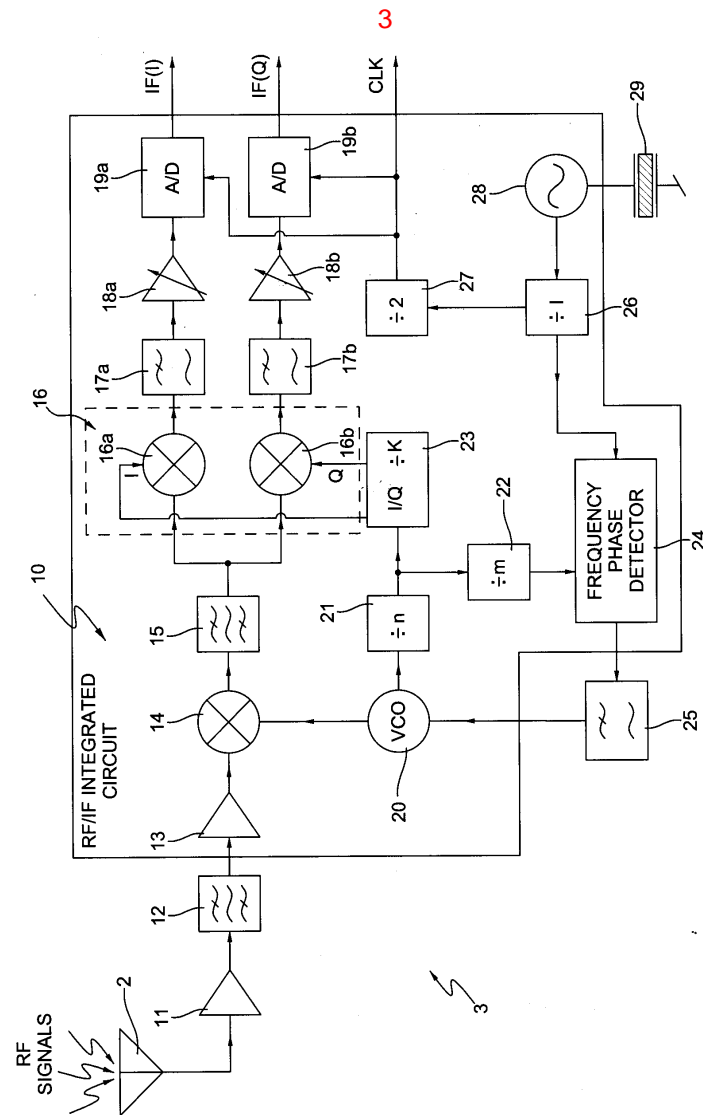 3
RF
SIGNALS
2
11
12
RF/IF INTEGRATED
CIRCUIT
10
13
14
15
16
16a
I
16b
Q
17a
17b
18a
18b
19a
A/D
19b
A/D
IF(I)
IF(Q)
CLK
VCO
20
21
÷n
22
÷m
23
I/Q ÷K
FREQUENCY
PHASE
DETECTOR
24
25
26
÷I
27
÷2
28
29
3